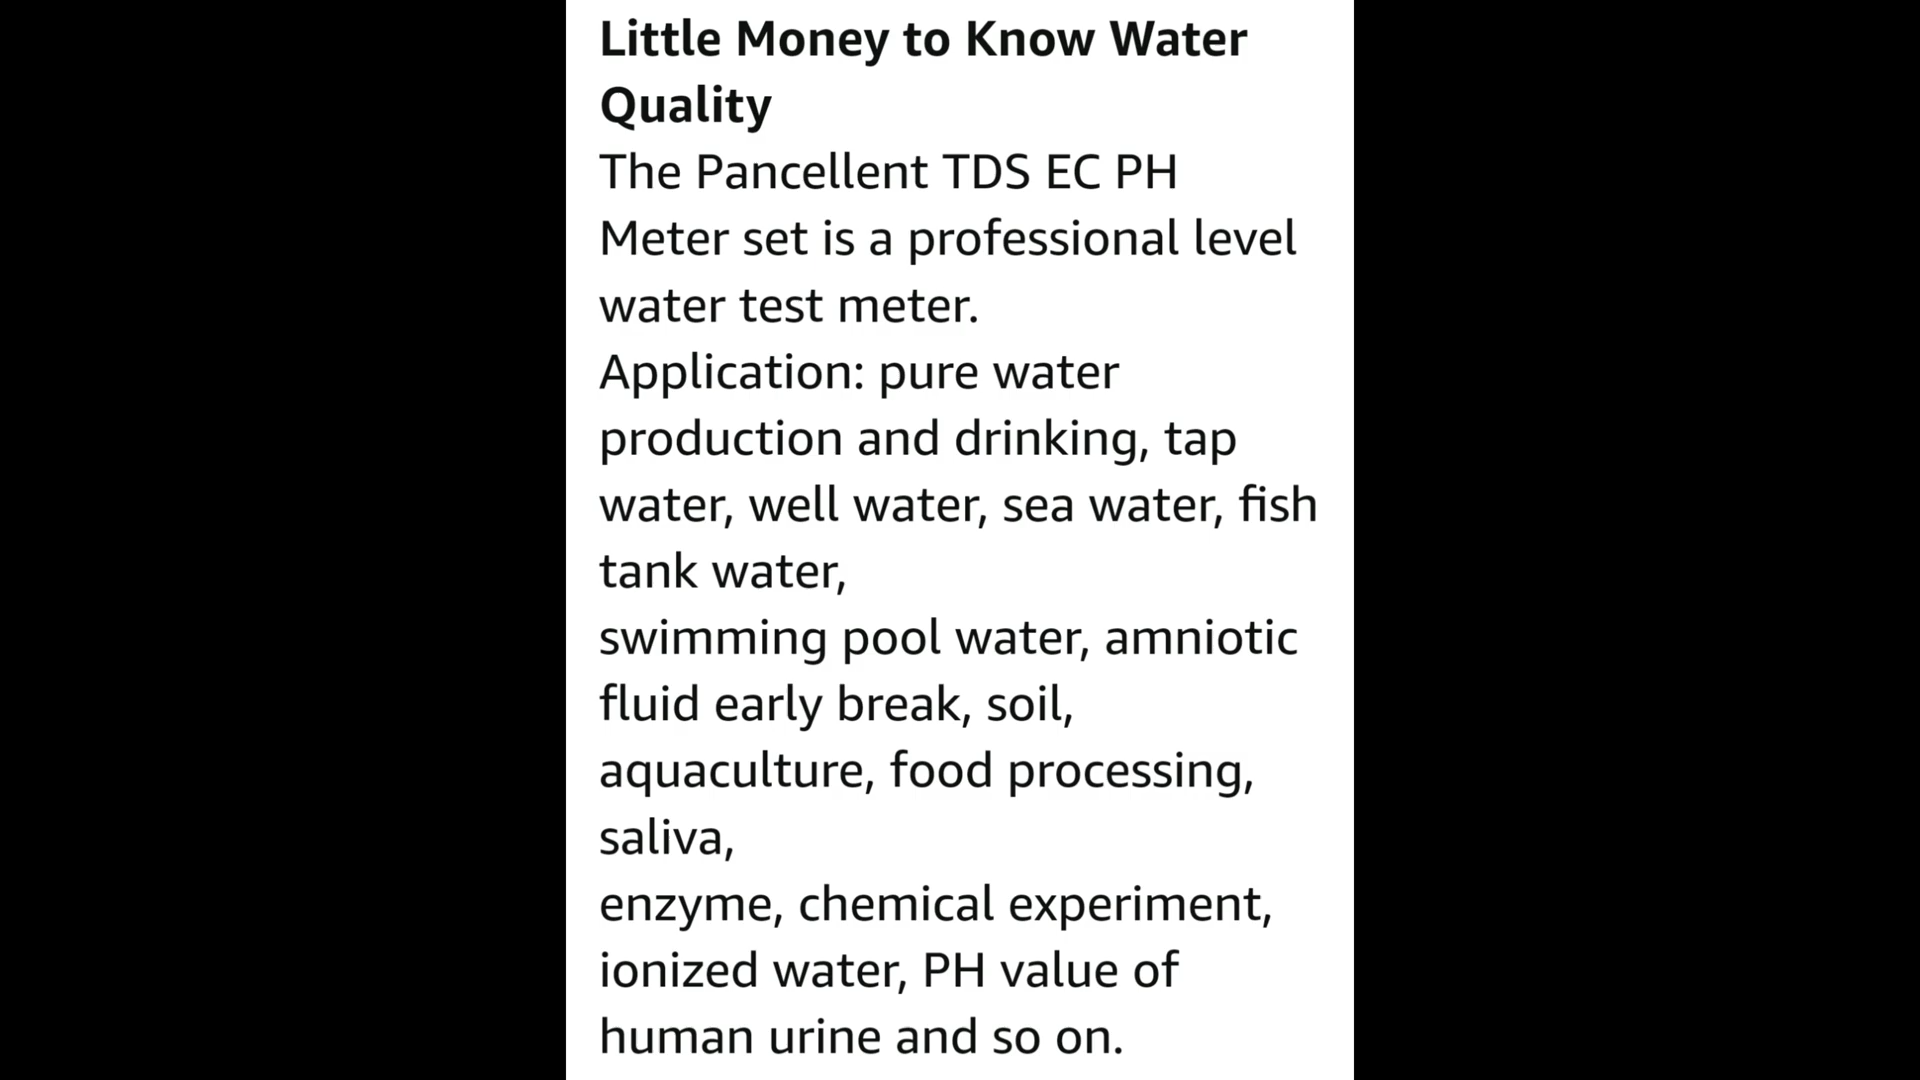 Little Money to Know Water
Quality
The Pancellent TDS EC PH
Meter set is a professional level
water test meter.
Application: pure water
production and drinking, tap
water, well water, sea water, fish
tank water,
swimming pool water, amniotic
fluid early break, soil,
aquaculture, food processing,
saliva,
enzyme, chemical experiment,
ionized water, PH value of
human urine and so on.